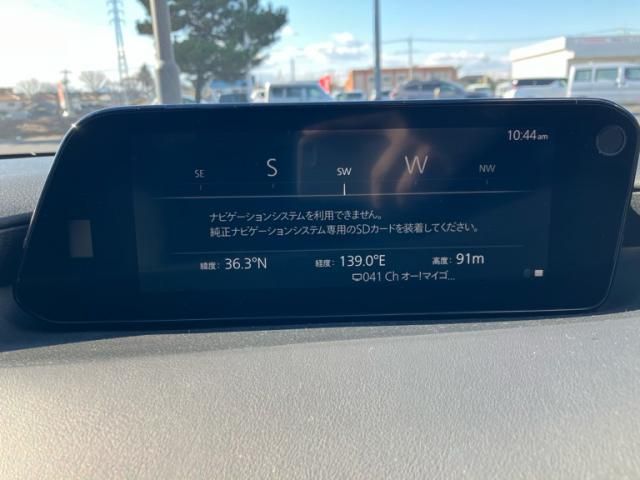 10:44am
SE S SW W NW
ナビゲーションシステムを利用できません。
純正ナビゲーションシステム専用のSDカードを装着してください。
緯度: 36.3°N 経度: 139.0°E 高度: 91m
041 Ch オー!マイゴ...